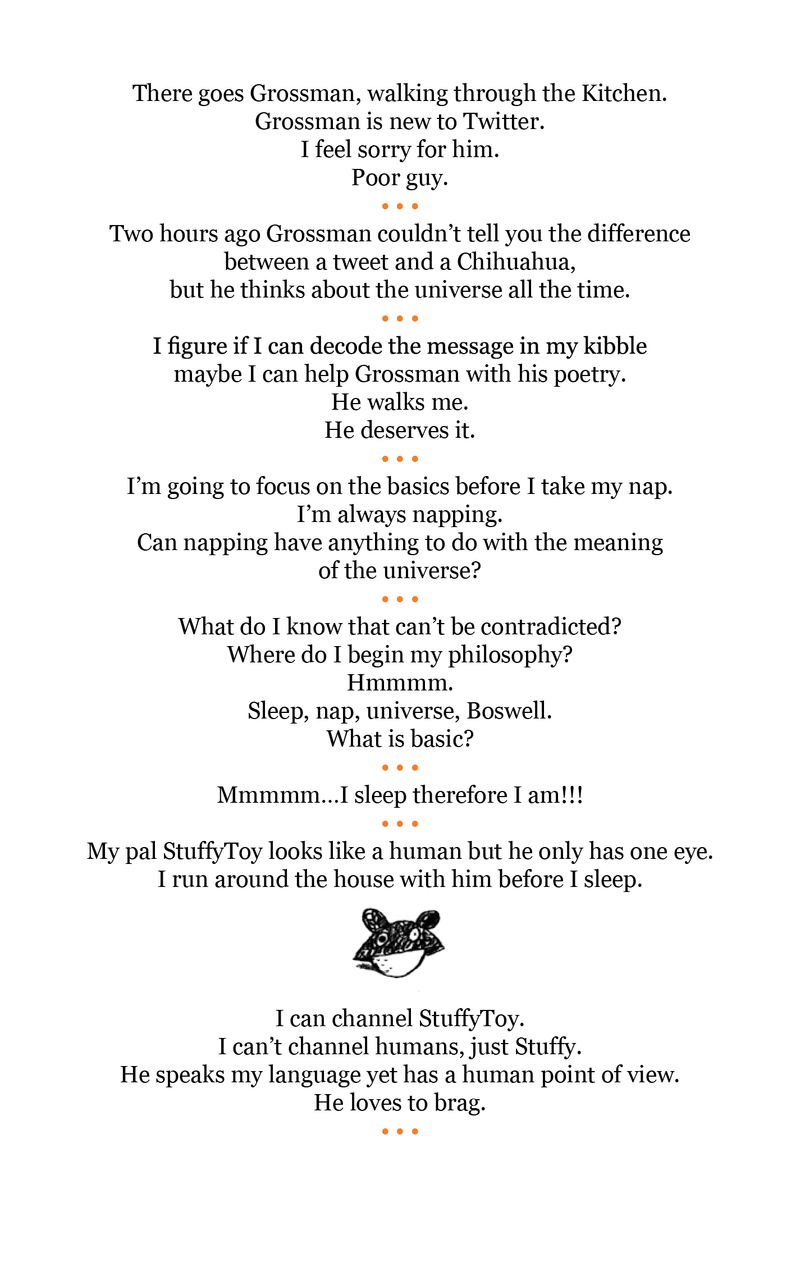 There goes Grossman, walking through the Kitchen.
Grossman is new to Twitter.
I feel sorry for him.
Poor guy.
• • •
Two hours ago Grossman couldn’t tell you the difference
between a tweet and a Chihuahua,
but he thinks about the universe all the time.
• • •
I figure if I can decode the message in my kibble
maybe I can help Grossman with his poetry.
He walks me.
He deserves it.
• • •
I’m going to focus on the basics before I take my nap.
I’m always napping.
Can napping have anything to do with the meaning
of the universe?
• • •
What do I know that can’t be contradicted?
Where do I begin my philosophy?
Hmmmm.
Sleep, nap, universe, Boswell.
What is basic?
• • •
Mmmmm...I sleep therefore I am!!!
• • •
My pal StuffyToy looks like a human but he only has one eye.
I run around the house with him before I sleep.
I can channel StuffyToy.
I can’t channel humans, just Stuffy.
He speaks my language yet has a human point of view.
He loves to brag.
• • •